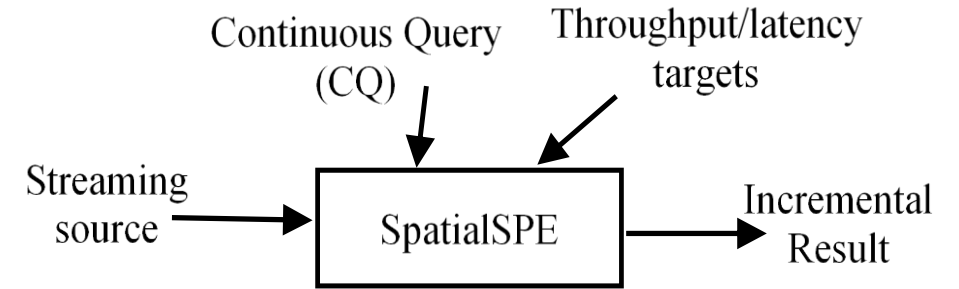 Continuous Query
(CQ)
Throughput/latency
targets
Streaming
source
SpatialSPE
Incremental
Result